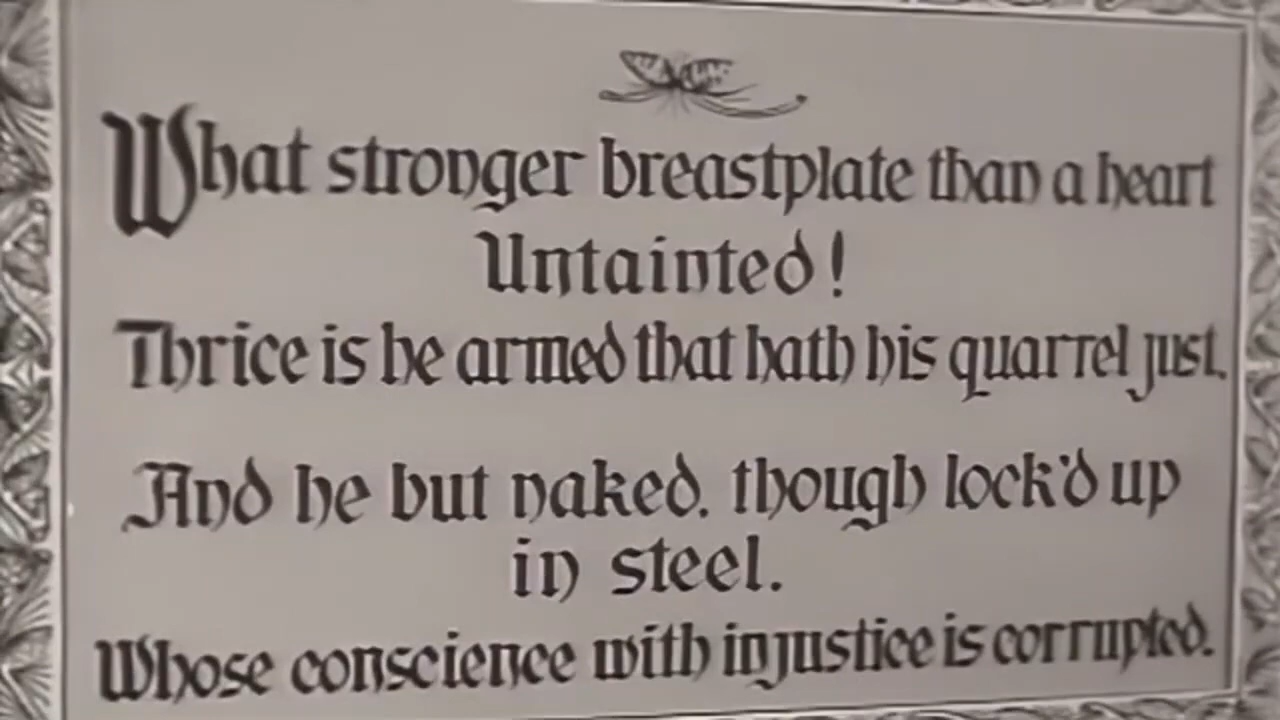 What stronger breastplate than a heart
Untainted!
Thrice is he armed that hath his quarrel just,
And he but naked, though lock'd up
in steel.
Whose conscience with injustice is corrupted.